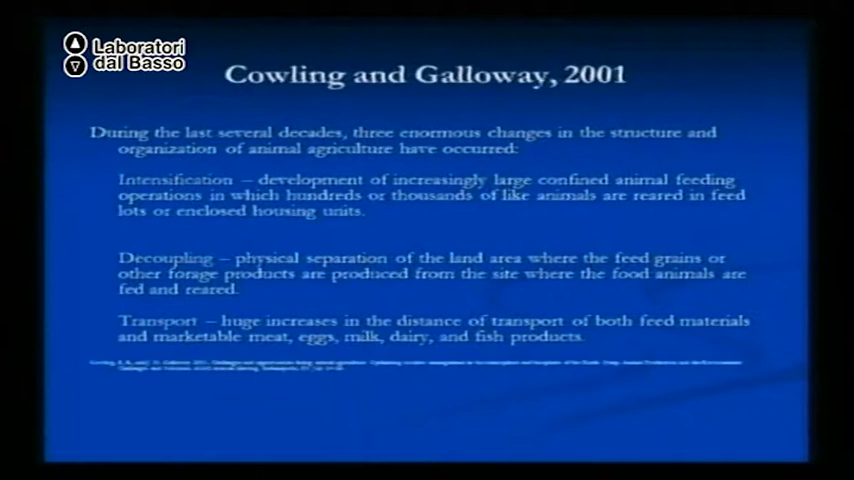 Laboratori
dal Basso
Cowling and Galloway, 2001
During the last several decades, three enormous changes in the structure and
organization of animal agriculture have occurred:
Intensification – development of increasingly large confined animal feeding
operations in which hundreds or thousands of like animals are reared in feed
lots or enclosed housing units.
Decoupling – physical separation of the land area where the feed grains or
other forage products are produced from the site where the food animals are
fed and reared.
Transport – huge increases in the distance of transport of both feed materials
and marketable meat, eggs, milk, dairy, and fish products.